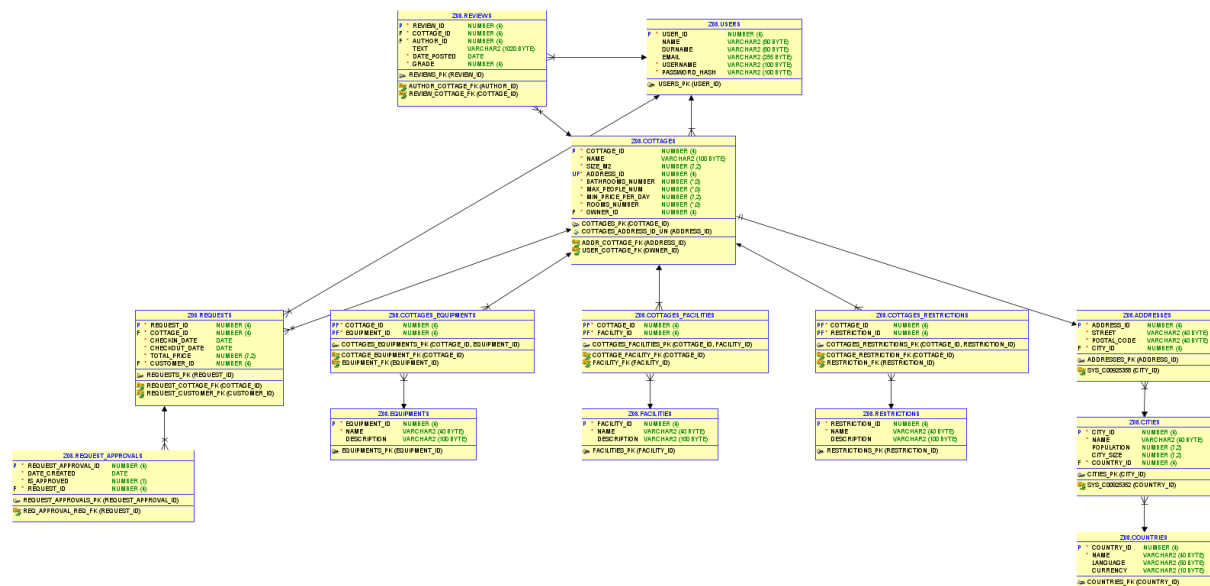 Z08.REVIEWS
P * REVIEW_ID NUMBER (4)
F * COTTAGE_ID NUMBER (4)
F * AUTHOR_ID NUMBER (4)
TEXT VARCHAR2 (1020 BYTE)
* DATE_POSTED DATE
* GRADE NUMBER (4)
REVIEWS_PK (REVIEW_ID)
AUTHOR_COTTAGE_FK (AUTHOR_ID)
REVIEW_COTTAGE_FK (COTTAGE_ID)
Z08.USERS
P * USER_ID NUMBER (4)
NAME VARCHAR2 (80 BYTE)
SURNAME VARCHAR2 (80 BYTE)
EMAIL VARCHAR2 (255 BYTE)
* USERNAME VARCHAR2 (100 BYTE)
* PASSWORD_HASH VARCHAR2 (100 BYTE)
USERS_PK (USER_ID)
Z08.COTTAGES
P * COTTAGE_ID NUMBER (4)
* NAME VARCHAR2 (100 BYTE)
* SIZE_M2 NUMBER (7,2)
UF * ADDRESS_ID NUMBER (4)
* BATHROOMS_NUMBER NUMBER (*,0)
* MAX_PEOPLE_NUM NUMBER (*,0)
* MIN_PRICE_PER_DAY NUMBER (7,2)
* ROOMS_NUMBER NUMBER (*,0)
F * OWNER_ID NUMBER (4)
COTTAGES_PK (COTTAGE_ID)
COTTAGES_ADDRESS_ID_UN (ADDRESS_ID)
ADDR_COTTAGE_FK (ADDRESS_ID)
USER_COTTAGE_FK (OWNER_ID)
Z08.REQUESTS
P * REQUEST_ID NUMBER (4)
F * COTTAGE_ID NUMBER (4)
* CHECKIN_DATE DATE
* CHECKOUT_DATE DATE
* TOTAL_PRICE NUMBER (7,2)
F * CUSTOMER_ID NUMBER (4)
REQUESTS_PK (REQUEST_ID)
REQUEST_COTTAGE_FK (COTTAGE_ID)
REQUEST_CUSTOMER_FK (CUSTOMER_ID)
Z08.COTTAGES_EQUIPMENTS
PF * COTTAGE_ID NUMBER (4)
PF * EQUIPMENT_ID NUMBER (4)
COTTAGES_EQUIPMENTS_PK (COTTAGE_ID, EQUIPMENT_ID)
COTTAGE_EQUIPMENT_FK (COTTAGE_ID)
EQUIPMENT_FK (EQUIPMENT_ID)
Z08.COTTAGES_FACILITIES
PF * COTTAGE_ID NUMBER (4)
PF * FACILITY_ID NUMBER (4)
COTTAGES_FACILITIES_PK (COTTAGE_ID, FACILITY_ID)
COTTAGE_FACILITY_FK (COTTAGE_ID)
FACILITY_FK (FACILITY_ID)
Z08.COTTAGES_RESTRICTIONS
PF * COTTAGE_ID NUMBER (4)
PF * RESTRICTION_ID NUMBER (4)
COTTAGES_RESTRICTIONS_PK (COTTAGE_ID, RESTRICTION_ID)
COTTAGE_RESTRICTION_FK (COTTAGE_ID)
RESTRICTION_FK (RESTRICTION_ID)
Z08.ADDRESSES
P * ADDRESS_ID NUMBER (4)
* STREET VARCHAR2 (40 BYTE)
* POSTAL_CODE VARCHAR2 (40 BYTE)
F * CITY_ID NUMBER (4)
ADDRESSES_PK (ADDRESS_ID)
SYS_C00925358 (CITY_ID)
Z08.EQUIPMENTS
P * EQUIPMENT_ID NUMBER (4)
* NAME VARCHAR2 (40 BYTE)
DESCRIPTION VARCHAR2 (100 BYTE)
EQUIPMENTS_PK (EQUIPMENT_ID)
Z08.FACILITIES
P * FACILITY_ID NUMBER (4)
* NAME VARCHAR2 (40 BYTE)
DESCRIPTION VARCHAR2 (100 BYTE)
FACILITIES_PK (FACILITY_ID)
Z08.RESTRICTIONS
P * RESTRICTION_ID NUMBER (4)
* NAME VARCHAR2 (40 BYTE)
DESCRIPTION VARCHAR2 (100 BYTE)
RESTRICTIONS_PK (RESTRICTION_ID)
Z08.CITIES
P * CITY_ID NUMBER (4)
* NAME VARCHAR2 (40 BYTE)
POPULATION NUMBER (7,2)
CITY_SIZE NUMBER (7,2)
F * COUNTRY_ID NUMBER (4)
CITIES_PK (CITY_ID)
SYS_C00925352 (COUNTRY_ID)
Z08.REQUEST_APPROVALS
P * REQUEST_APPROVAL_ID NUMBER (4)
* DATE_CREATED DATE
* IS_APPROVED NUMBER (1)
F * REQUEST_ID NUMBER (4)
REQUEST_APPROVALS_PK (REQUEST_APPROVAL_ID)
REQ_APPROVAL_REQ_FK (REQUEST_ID)
Z08.COUNTRIES
P * COUNTRY_ID NUMBER (4)
* NAME VARCHAR2 (40 BYTE)
LANGUAGE VARCHAR2 (50 BYTE)
CURRENCY VARCHAR2 (10 BYTE)
COUNTRIES_PK (COUNTRY_ID)